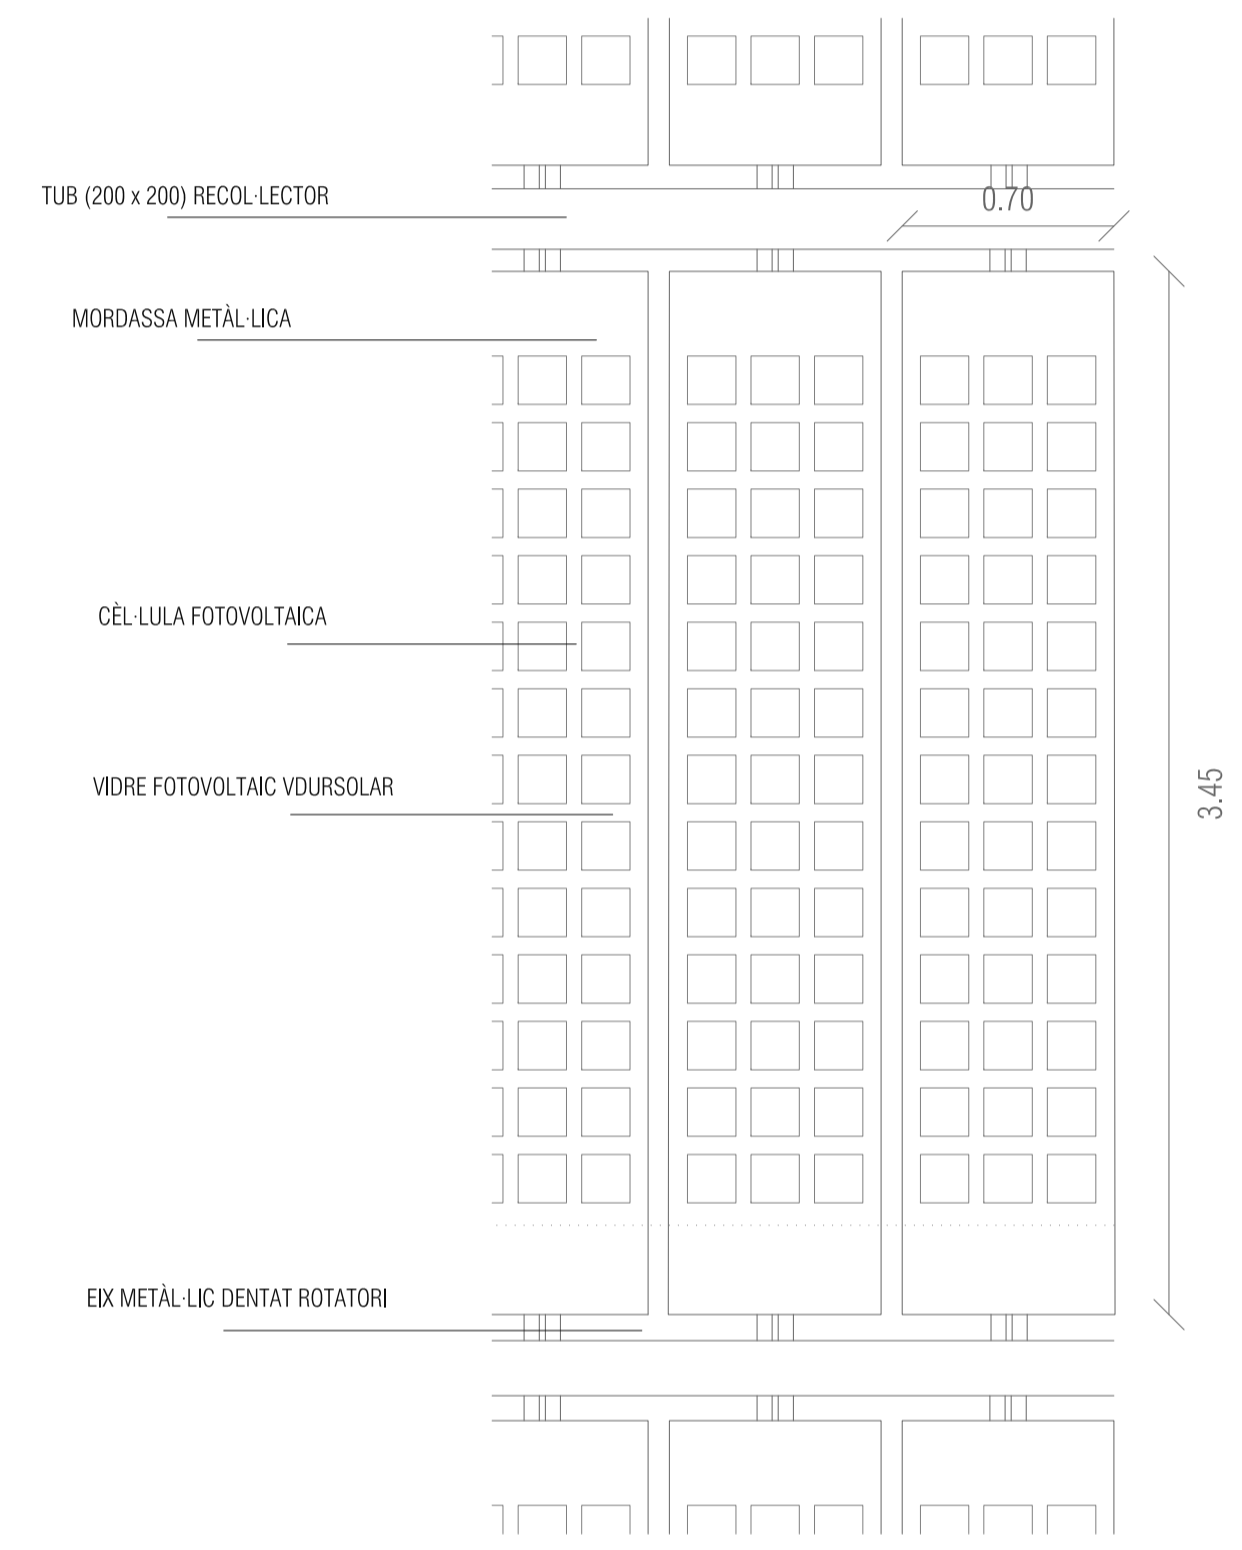 TUB (200 x 200) RECOL·LECTOR
0.70
MORDASSA METÀL·LICA
CÈL·LULA FOTOVOLTAICA
VIDRE FOTOVOLTAIC VDURSOLAR
3.45
EIX METÀL·LIC DENTAT ROTATORI